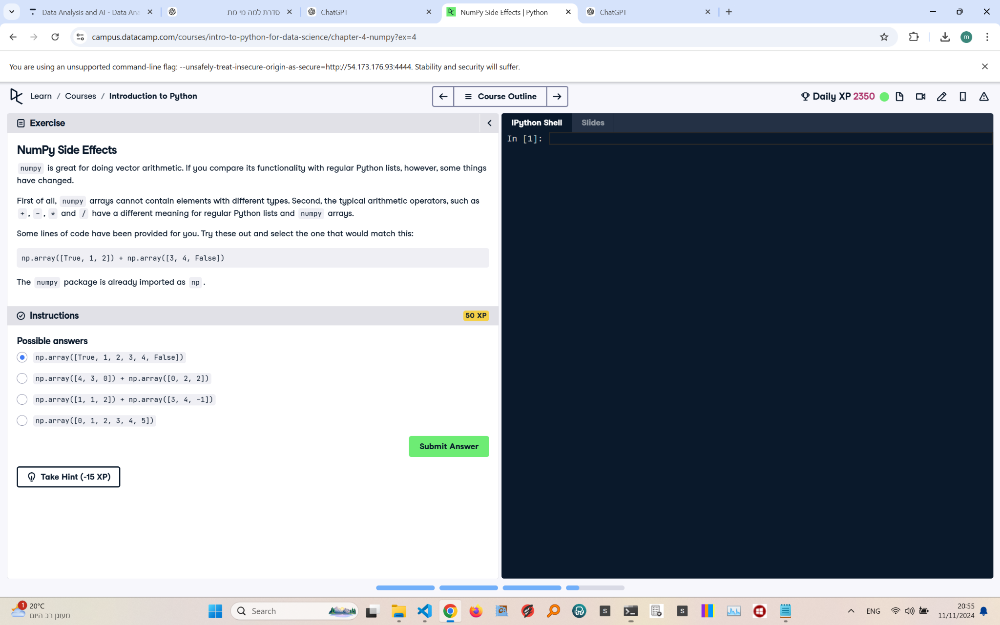 Data Analysis and AI - Data Ana
סדרת למה מי מת
ChatGPT
NumPy Side Effects | Python
ChatGPT
campus.datacamp.com/courses/intro-to-python-for-data-science/chapter-4-numpy?ex=4
m
You are using an unsupported command-line flag: --unsafely-treat-insecure-origin-as-secure=http://54.173.176.93:4444. Stability and security will suffer.
Learn / Courses / Introduction to Python
Course Outline
Daily XP 2350
Exercise
IPython Shell
Slides
In [1]:
NumPy Side Effects
numpy is great for doing vector arithmetic. If you compare its functionality with regular Python lists, however, some things
have changed.
First of all, numpy arrays cannot contain elements with different types. Second, the typical arithmetic operators, such as
+, -, * and / have a different meaning for regular Python lists and numpy arrays.
Some lines of code have been provided for you. Try these out and select the one that would match this:
np.array([True, 1, 2]) + np.array([3, 4, False])
The numpy package is already imported as np.
Instructions
50 XP
Possible answers
np.array([True, 1, 2, 3, 4, False])
np.array([4, 3, 0]) + np.array([0, 2, 2])
np.array([1, 1, 2]) + np.array([3, 4, -1])
np.array([0, 1, 2, 3, 4, 5])
Submit Answer
Take Hint (-15 XP)
1
20°C
מעונן רב היום
Search
S
S
ENG
20:55
11/11/2024